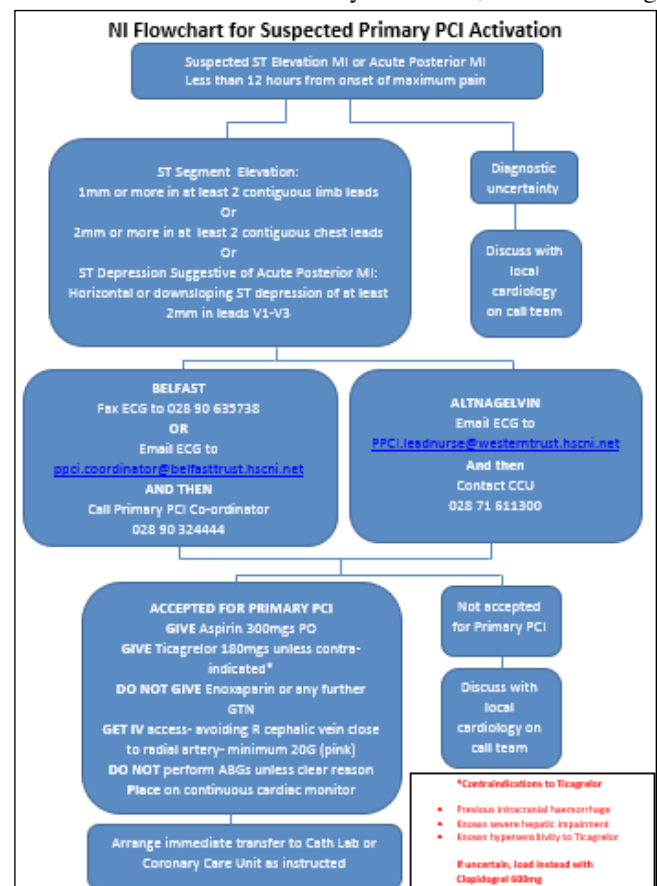 NI Flowchart for Suspected Primary PCI Activation
Suspected ST Elevation MI or Acute Posterior MI
Less than 12 hours from onset of maximum pain
ST Segment Elevation:
1mm or more in at least 2 contiguous limb leads
Or
2mm or more in at least 2 contiguous chest leads
Or
ST Depression Suggestive of Acute Posterior MI:
Horizontal or downsloping ST depression of at least
2mm in leads V1-V3
Diagnostic
uncertainty
Discuss with
local
cardiology
on call team
BELFAST
Fax ECG to 028 90 635738
OR
Email ECG to
ppci.coordinator@belfasttrust.hscni.net
AND THEN
Call Primary PCI Co-ordinator
028 90 324444
ALTNAGELVIN
Email ECG to
PPCI.leadnurse@westerntrust.hscni.net
And then
Contact CCU
028 71 611300
ACCEPTED FOR PRIMARY PCI
GIVE Aspirin 300mgs PO
GIVE Ticagrelor 180mgs unless contra-
indicated*
DO NOT GIVE Enoxaparin or any further
GTN
GET IV access- avoiding R cephalic vein close
to radial artery- minimum 20G (pink)
DO NOT perform ABGs unless clear reason
Place on continuous cardiac monitor
Not accepted
for Primary PCI
Discuss with
local
cardiology on
call team
Arrange immediate transfer to Cath Lab or
Coronary Care Unit as instructed
*Contraindications to Ticagrelor
• Previous intracranial haemorrhage
• Known severe hepatic impairment
• Known hypersensitivity to Ticagrelor
If uncertain, load instead with
Clopidogrel 600mg